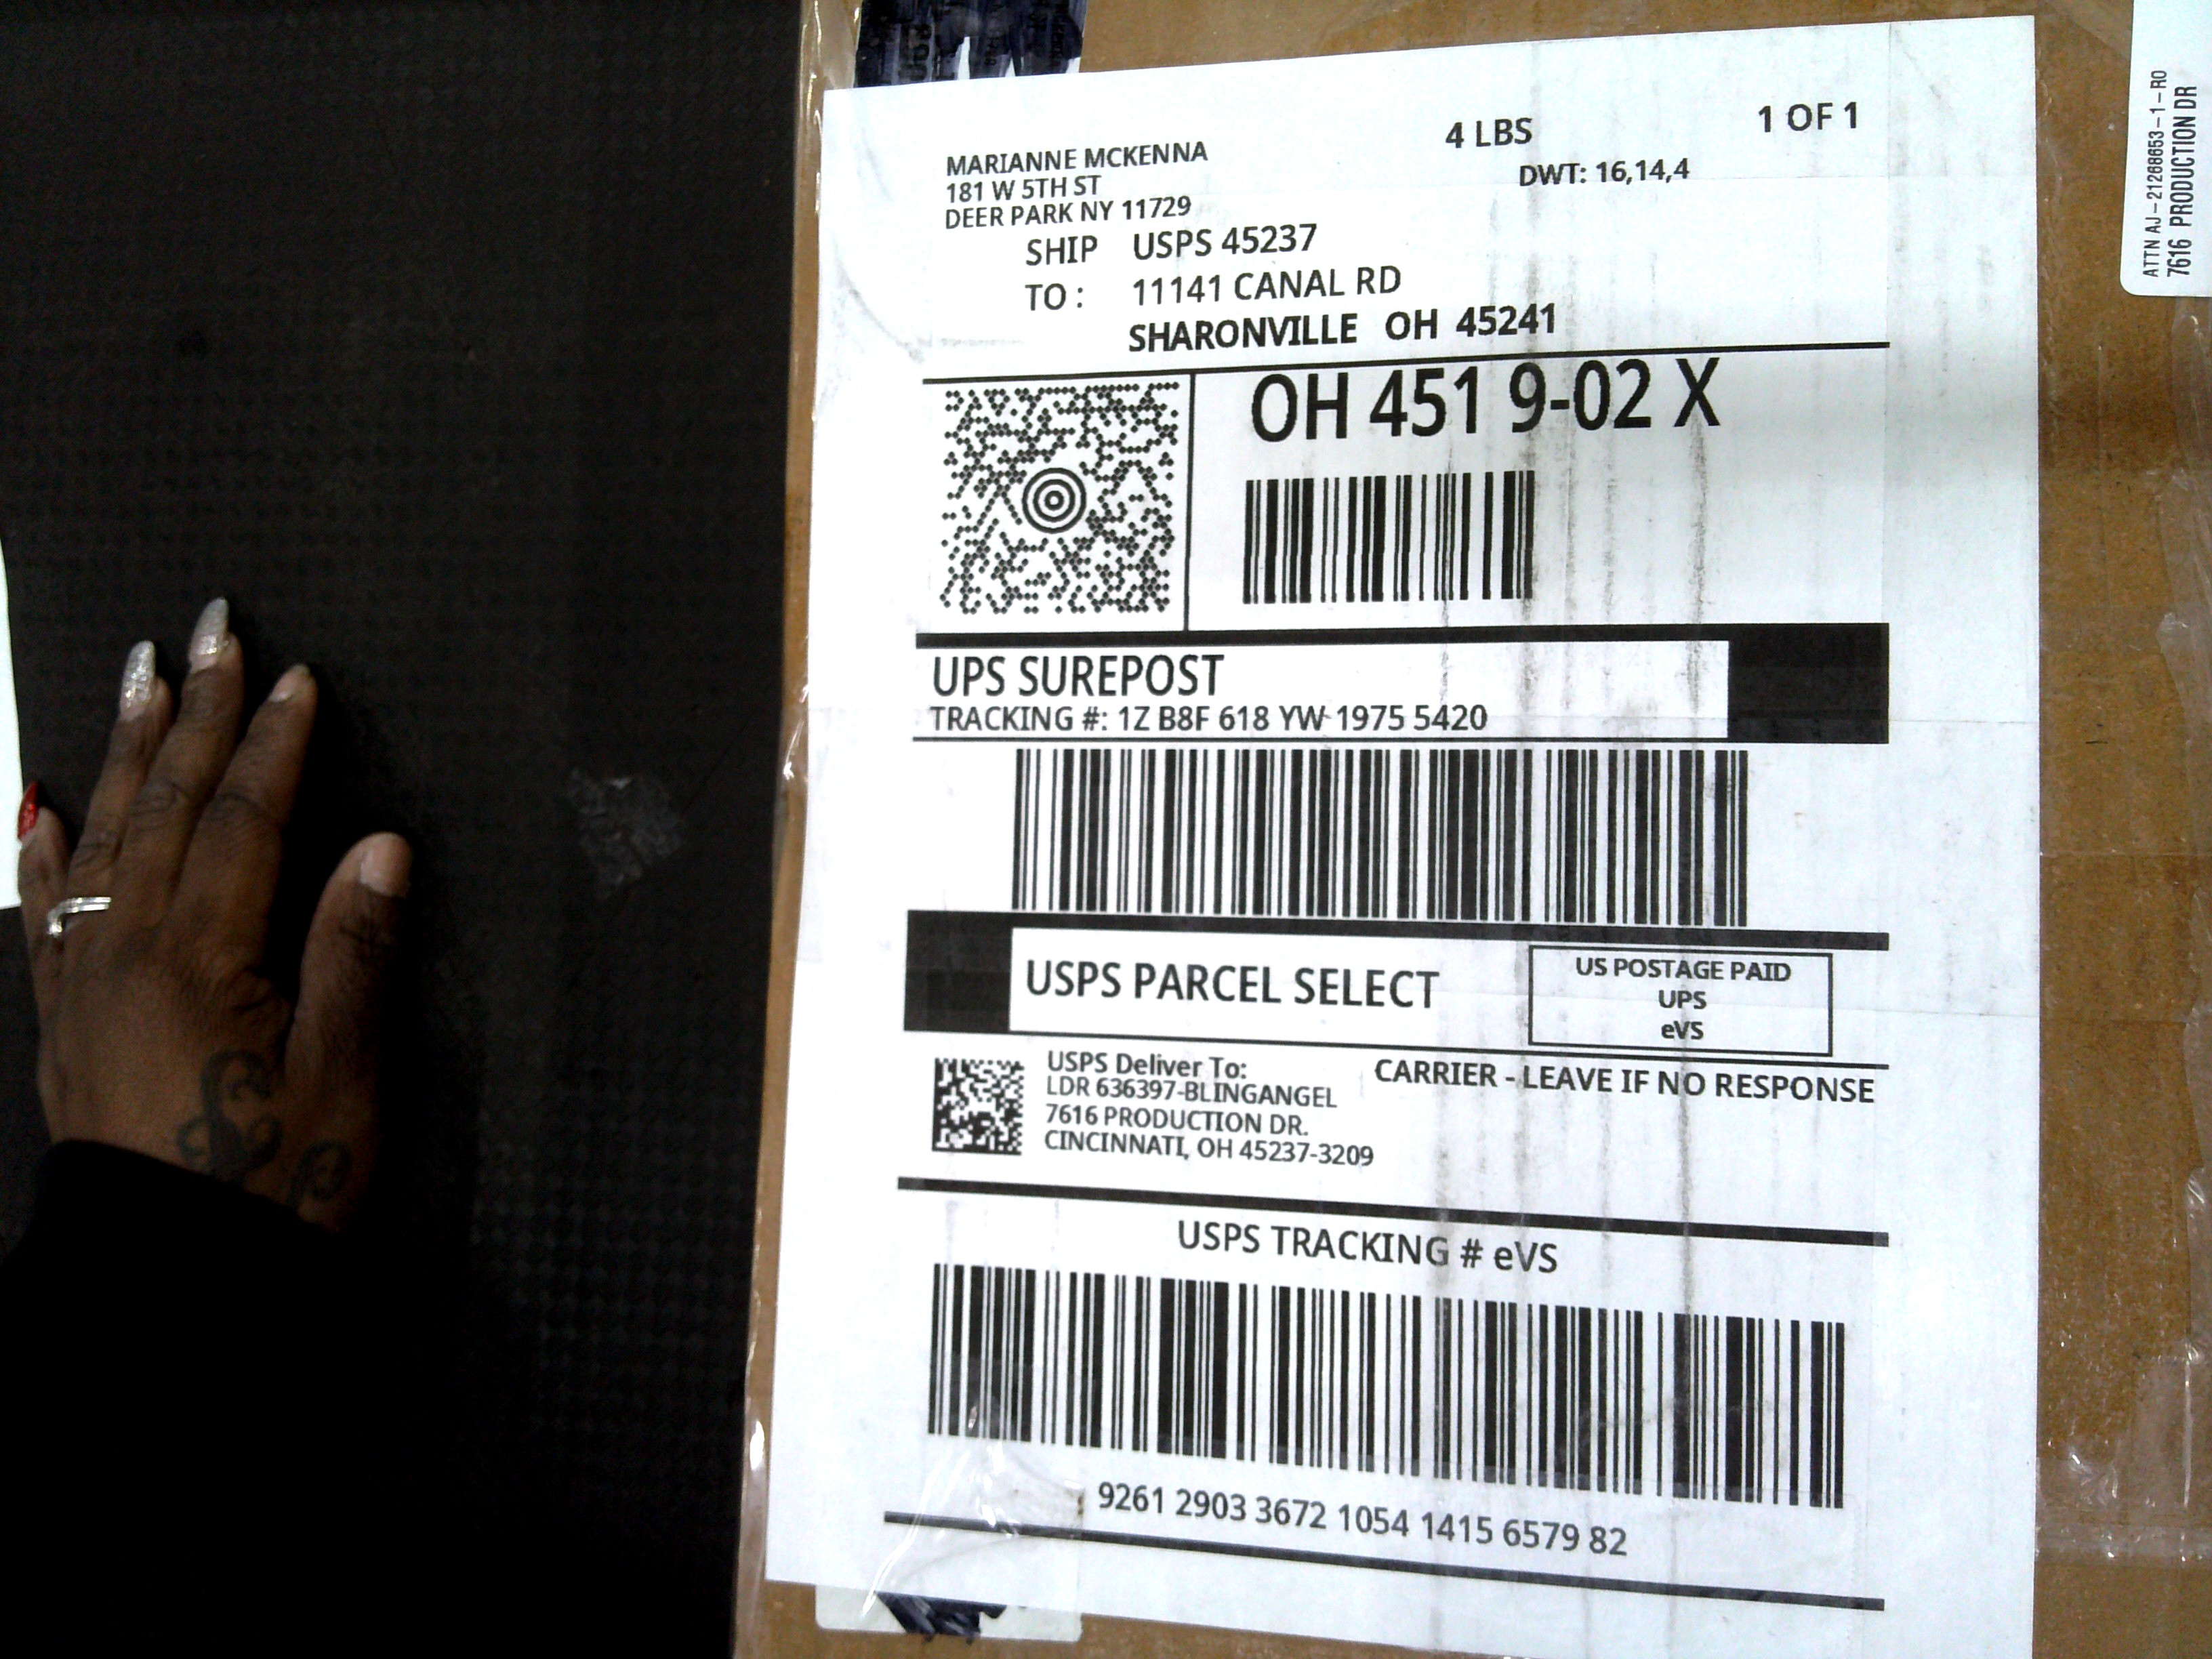 MARIANNE MCKENNA
181 W 5TH ST
DEER PARK NY 11729
4 LBS
1 OF 1
DWT: 16,14,4
SHIP USPS 45237
TO : 11141 CANAL RD
SHARONVILLE OH 45241
OH 451 9-02 X
UPS SUREPOST
TRACKING #: 1Z B8F 618 YW 1975 5420
USPS PARCEL SELECT
US POSTAGE PAID
UPS
eVS
USPS Deliver To:
LDR 636397-BLINGANGEL
7616 PRODUCTION DR.
CINCINNATI, OH 45237-3209
CARRIER - LEAVE IF NO RESPONSE
USPS TRACKING # eVS
9261 2903 3672 1054 1415 6579 82
ATTN AJ-21268653-1-R0
7616 PRODUCTION DR